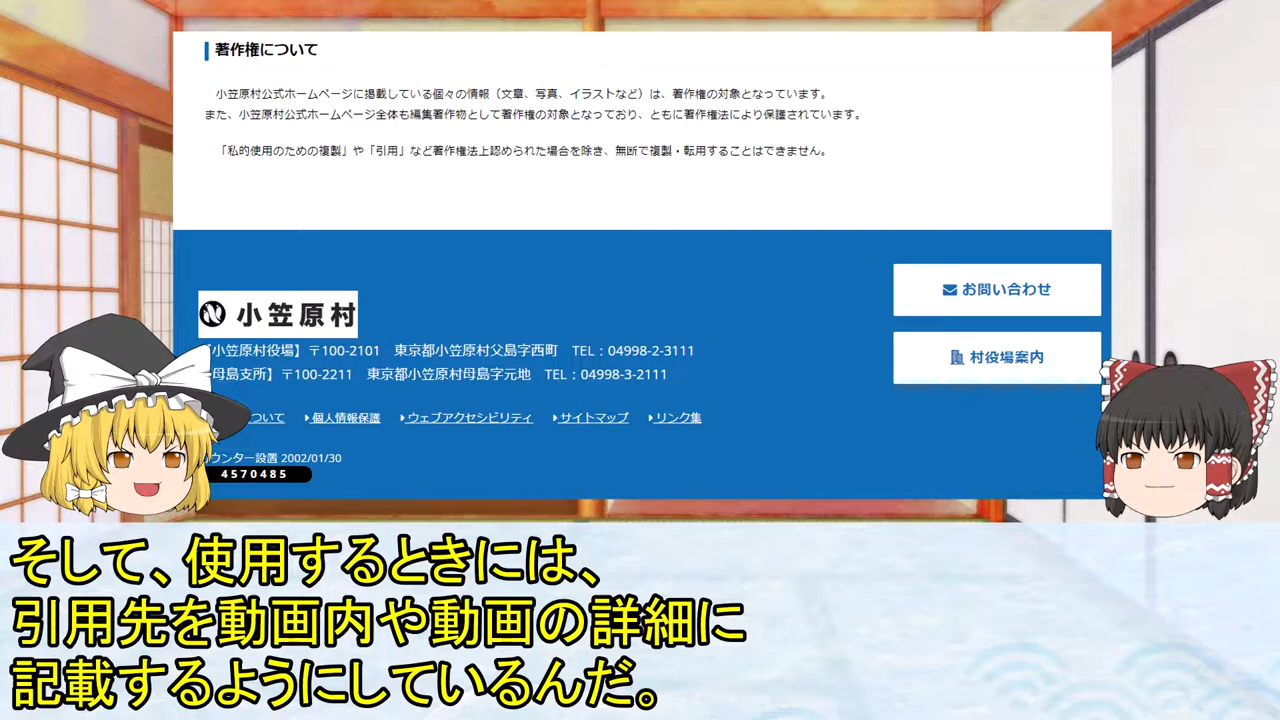 著作権について
小笠原村公式ホームページに掲載している個々の情報（文章、写真、イラストなど）は、著作権の対象となっています。
また、小笠原村公式ホームページ全体も編集著作物として著作権の対象となっており、ともに著作権法により保護されています。
「私的使用のための複製」や「引用」など著作権法上認められた場合を除き、無断で複製・転用することはできません。
お問い合わせ
小笠原村
小笠原村役場】〒100-2101　東京都小笠原村父島字西町　TEL：04998-2-3111
村役場案内
母島支所】〒100-2211　東京都小笠原村母島字元地　TEL：04998-3-2111
ついて 個人情報保護 ウェブアクセシビリティ サイトマップ リンク集
ウンター設置 2002/01/30
4570485
そして、使用するときには、
引用先を動画内や動画の詳細に
記載するようにしているんだ。